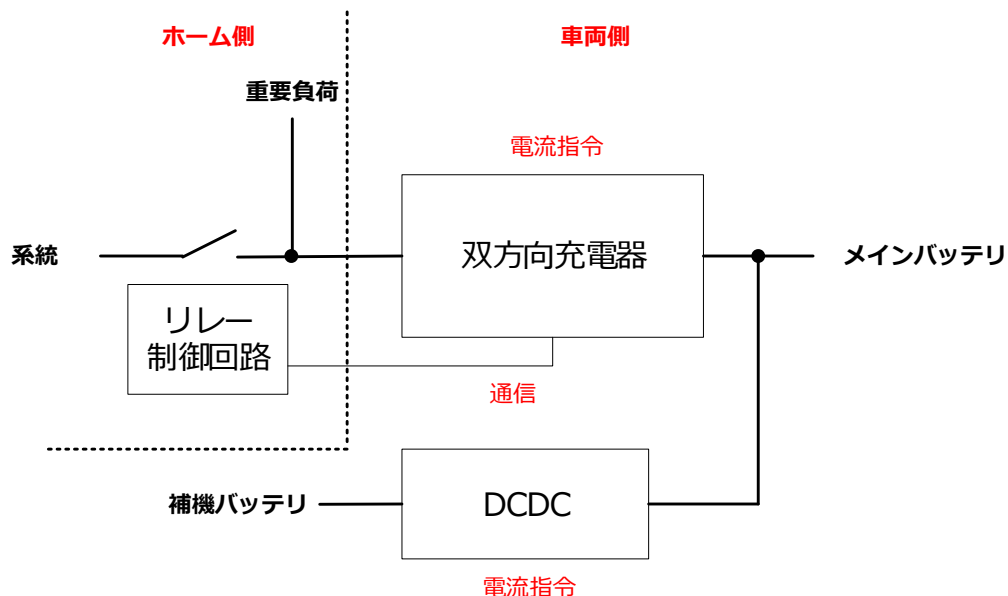 ホーム側
車両側
重要負荷
電流指令
系統
双方向充電器
メインバッテリ
リレー
制御回路
通信
補機バッテリ
DCDC
電流指令